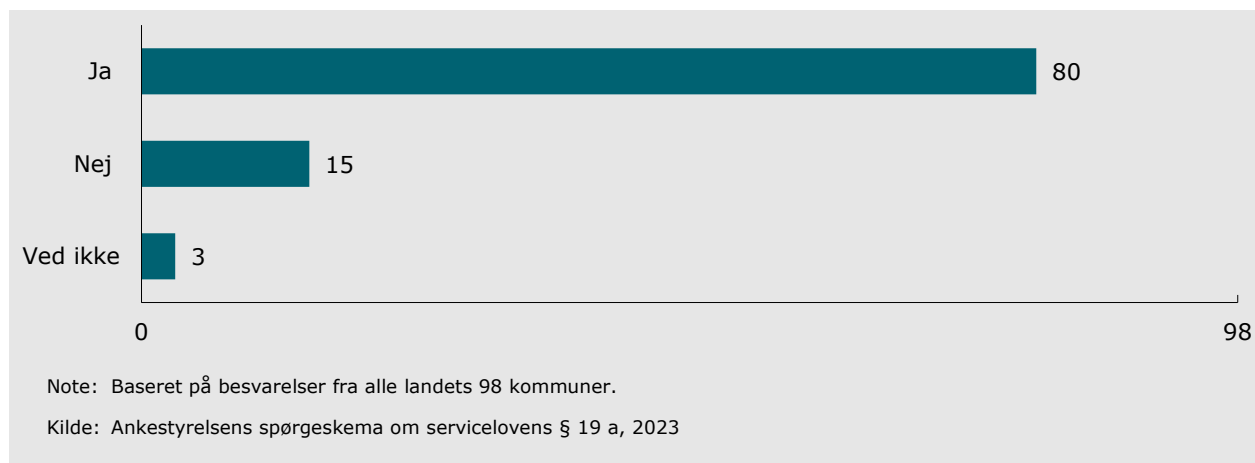 Ja 80
Nej 15
Ved ikke 3
0 98
Note: Baseret på besvarelser fra alle landets 98 kommuner.
Kilde: Ankestyrelsens spørgeskema om servicelovens § 19 a, 2023